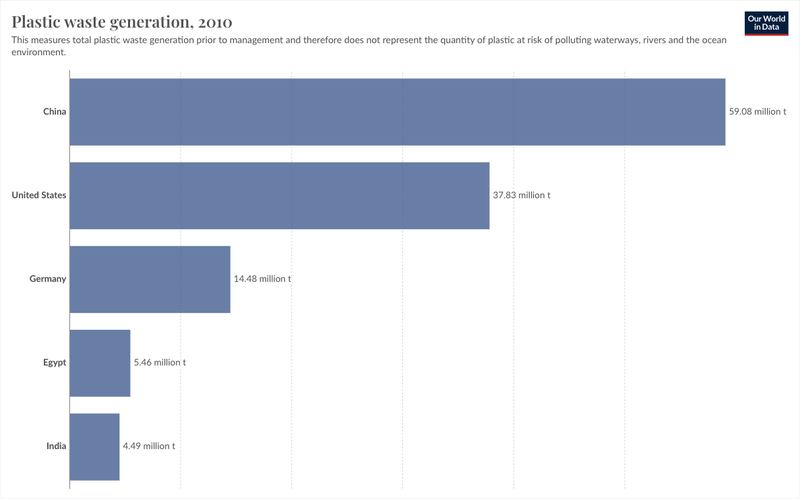 Plastic waste generation, 2010
Our World
in Data
This measures total plastic waste generation prior to management and therefore does not represent the quantity of plastic at risk of polluting waterways, rivers and the ocean
environment.
China
59.08 million t
United States
37.83 million t
Germany
14.48 million t
Egypt
5.46 million t
India
4.49 million t